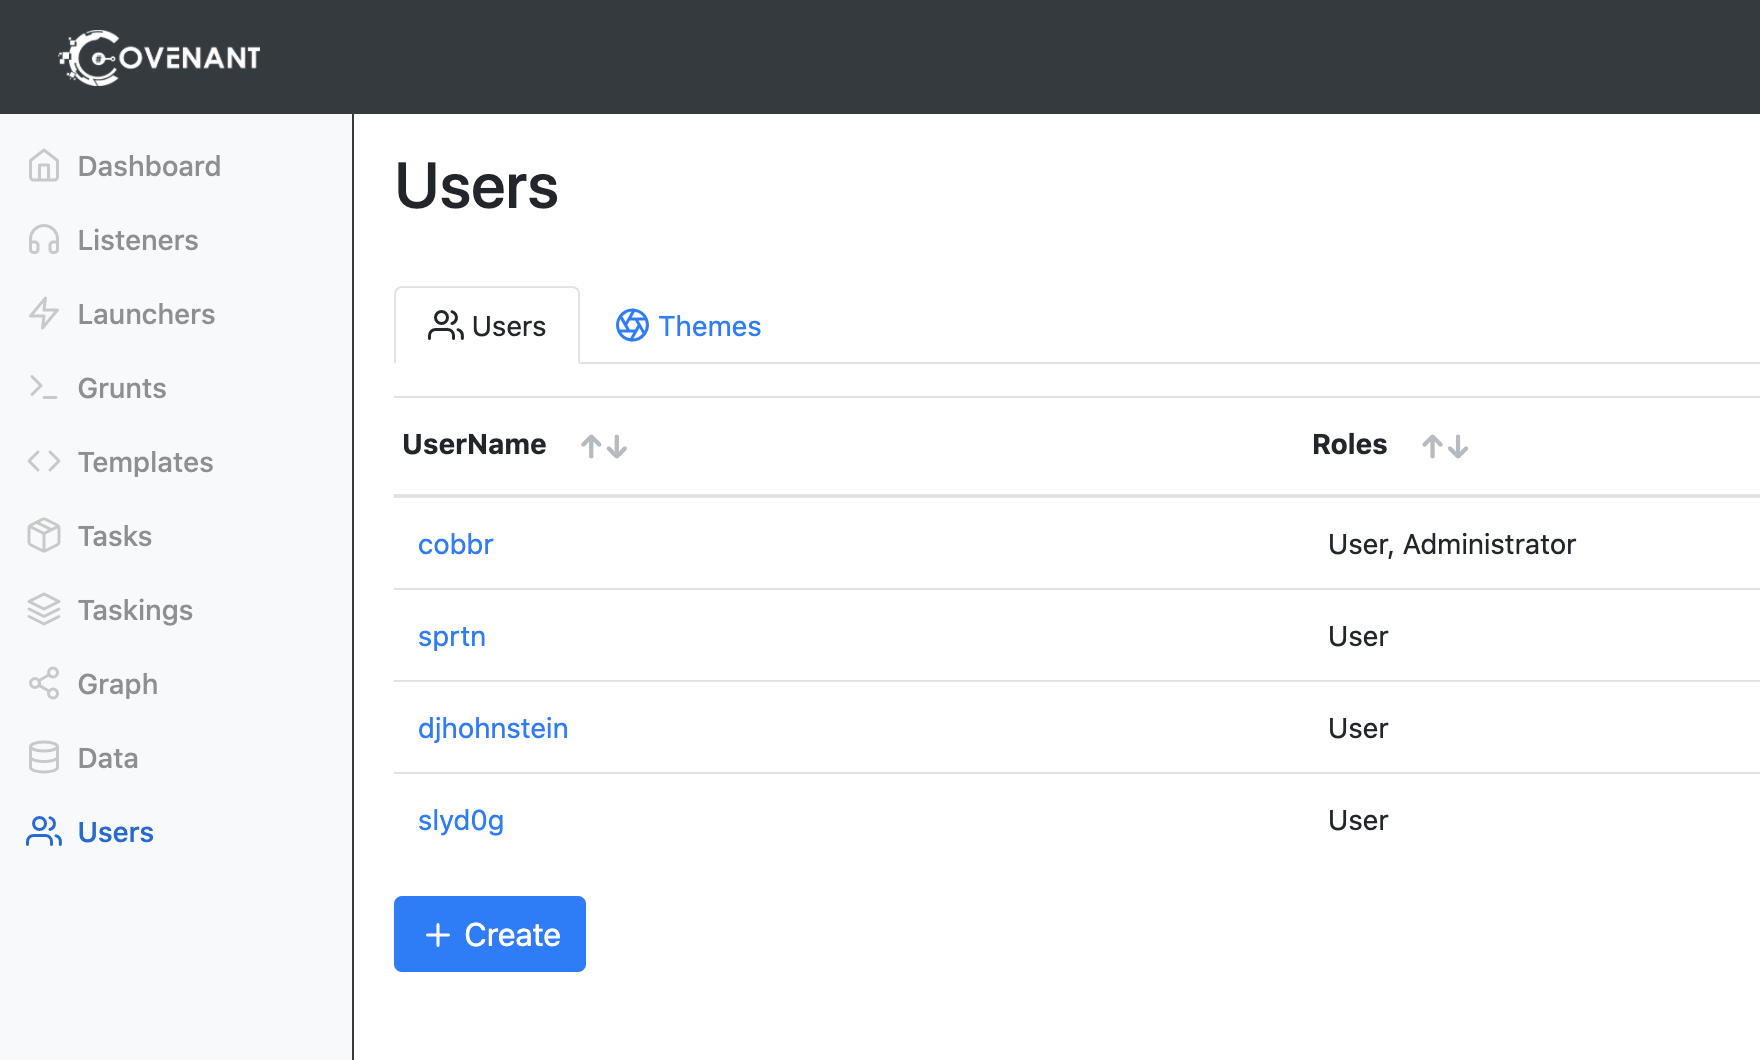 COVENANT
Dashboard
Listeners
Launchers
Grunts
Templates
Tasks
Taskings
Graph
Data
Users
Users
Users Themes
UserName Roles
cobbr User, Administrator
sprtn User
djhohnstein User
slyd0g User
+ Create